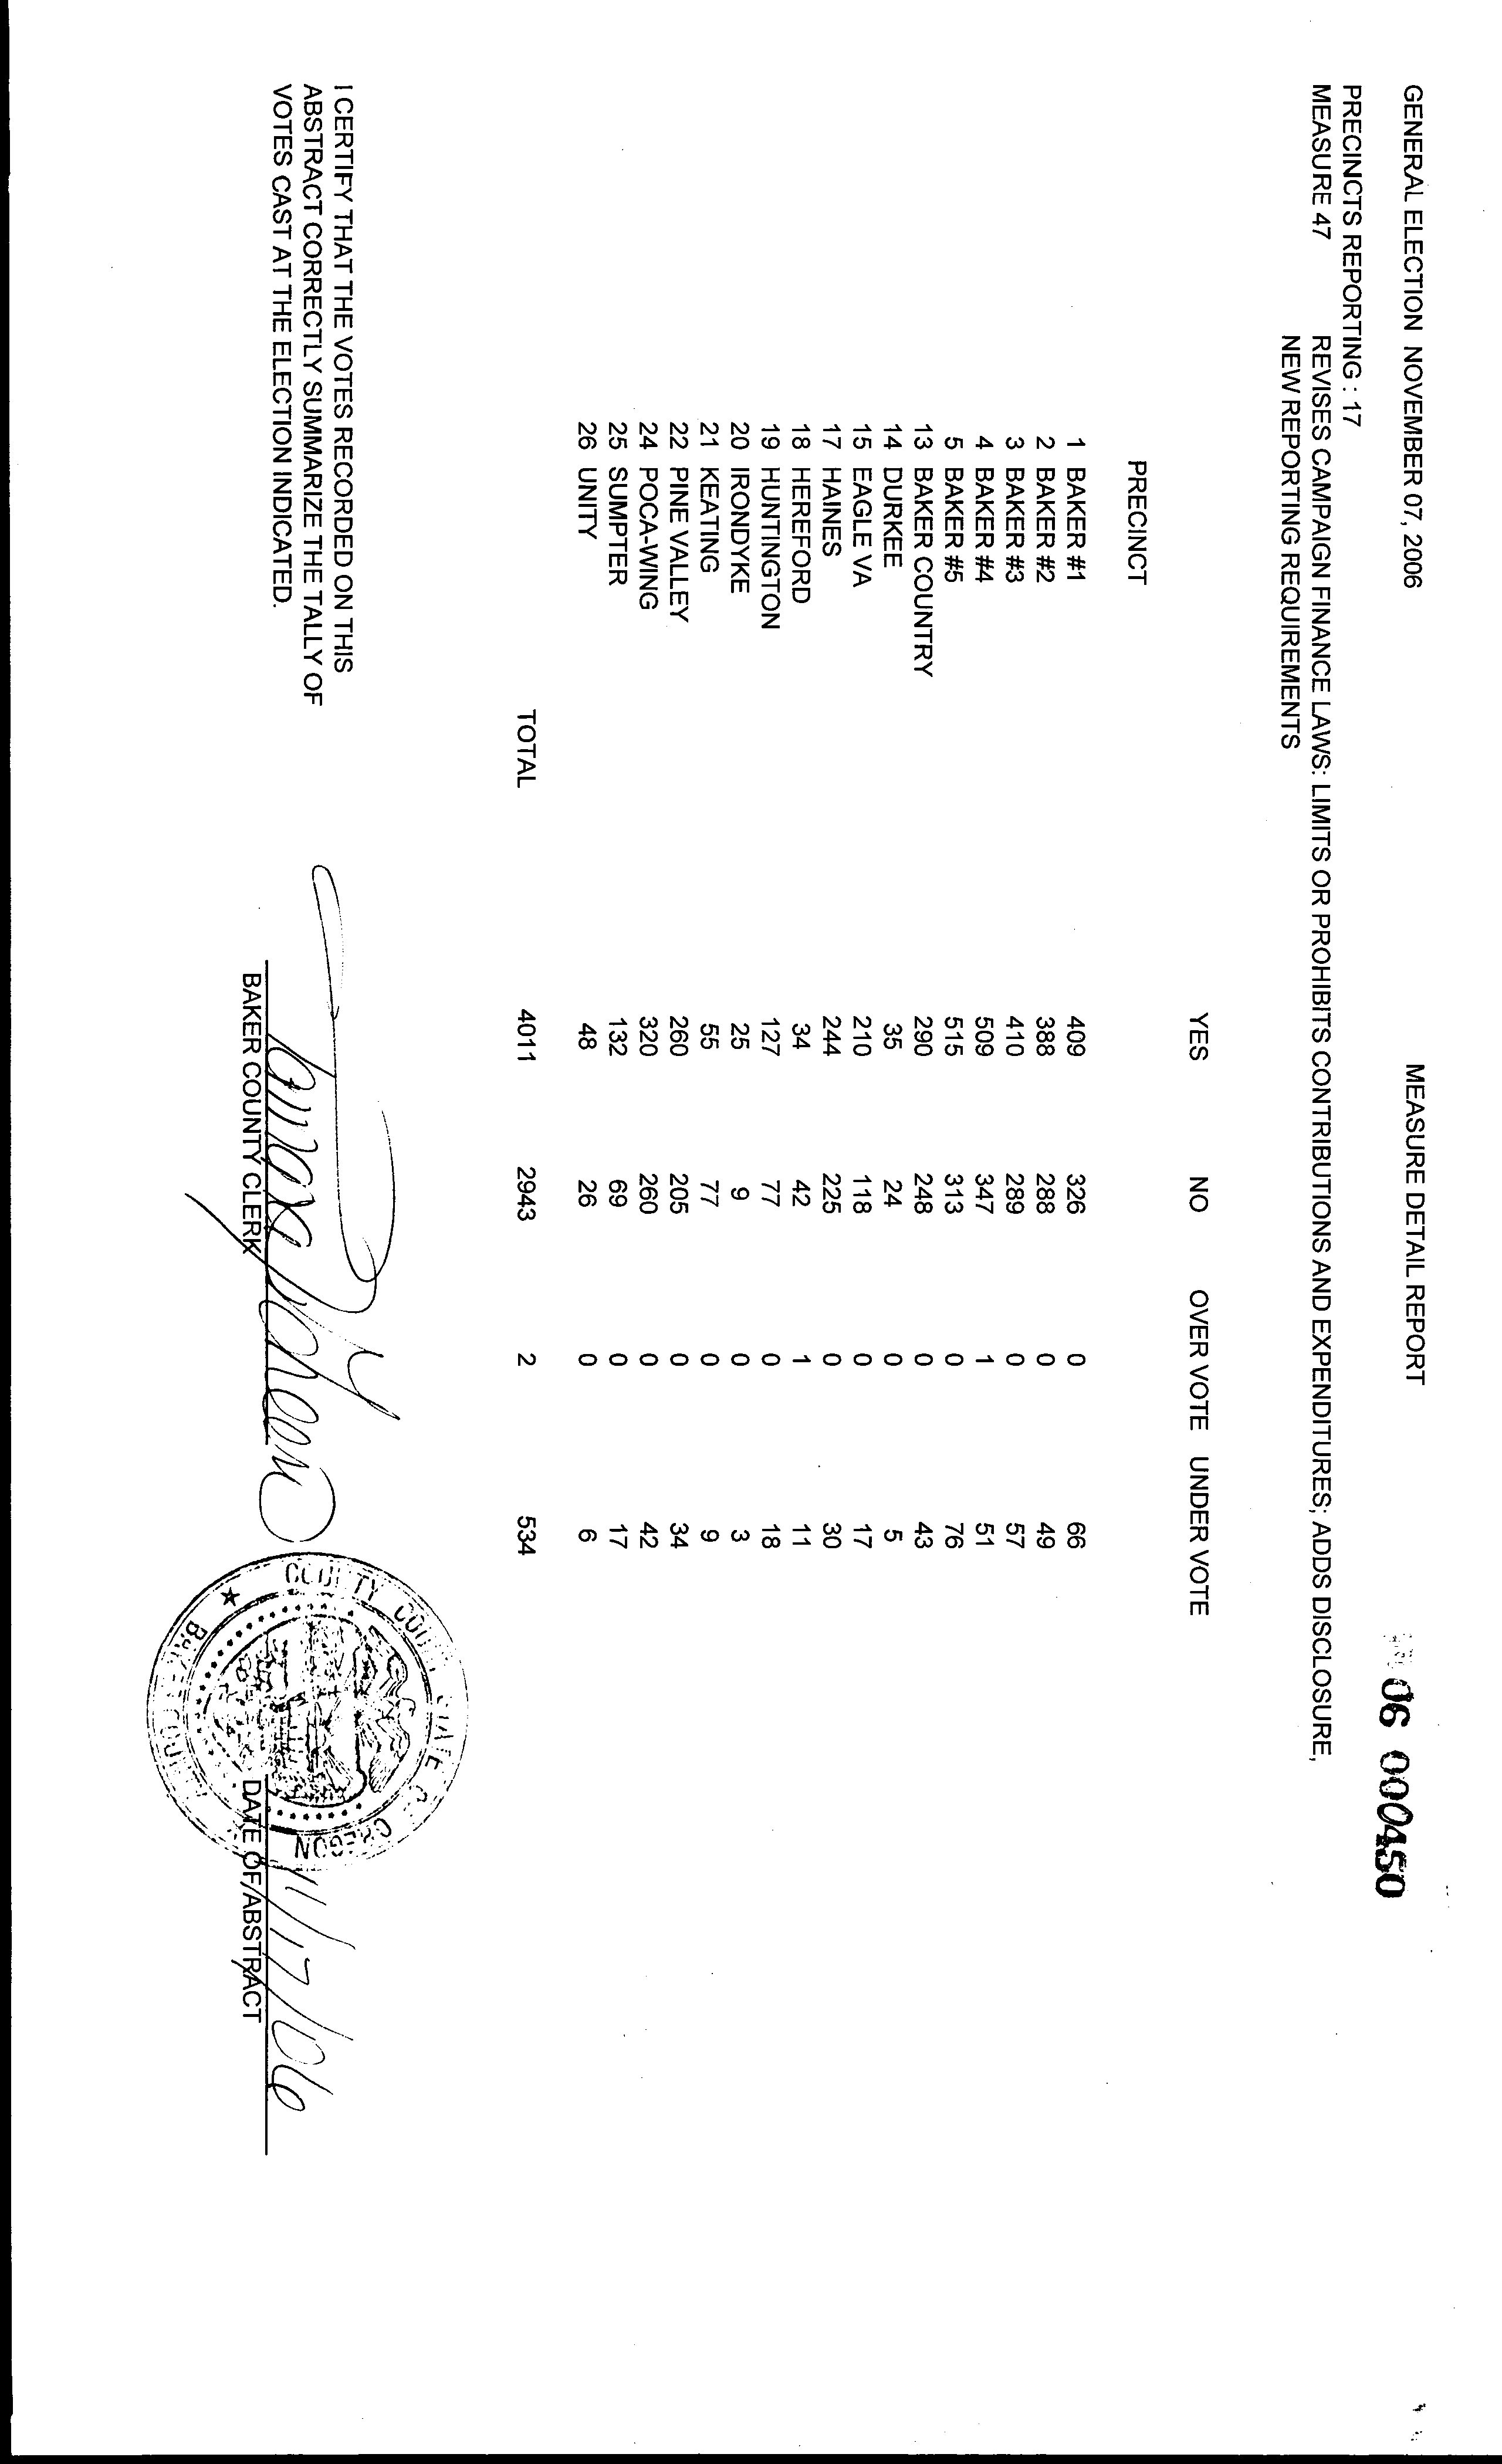 GENERAL ELECTION NOVEMBER 07, 2006 MEASURE DETAIL REPORT
06 000450
PRECINCTS REPORTING : 17
MEASURE 47 REVISES CAMPAIGN FINANCE LAWS: LIMITS OR PROHIBITS CONTRIBUTIONS AND EXPENDITURES; ADDS DISCLOSURE,
NEW REPORTING REQUIREMENTS
YES NO OVER VOTE UNDER VOTE
PRECINCT
1 BAKER #1 409 326 0 66
2 BAKER #2 388 288 0 49
3 BAKER #3 410 289 0 57
4 BAKER #4 509 347 1 51
5 BAKER #5 515 313 0 76
13 BAKER COUNTRY 290 248 0 43
14 DURKEE 35 24 0 5
15 EAGLE VA 210 118 0 17
17 HAINES 244 225 0 30
18 HEREFORD 34 42 1 11
19 HUNTINGTON 127 77 0 18
20 IRONDYKE 25 9 0 3
21 KEATING 55 77 0 9
22 PINE VALLEY 260 205 0 34
24 POCA-WING 320 260 0 42
25 SUMPTER 132 69 0 17
26 UNITY 48 26 0 6
TOTAL 4011 2943 2 534
I CERTIFY THAT THE VOTES RECORDED ON THIS
ABSTRACT CORRECTLY SUMMARIZE THE TALLY OF
VOTES CAST AT THE ELECTION INDICATED.
BAKER COUNTY CLERK
COUNTY COURT STATE OF OREGON
BAKER
11/17/06
DATE OF ABSTRACT